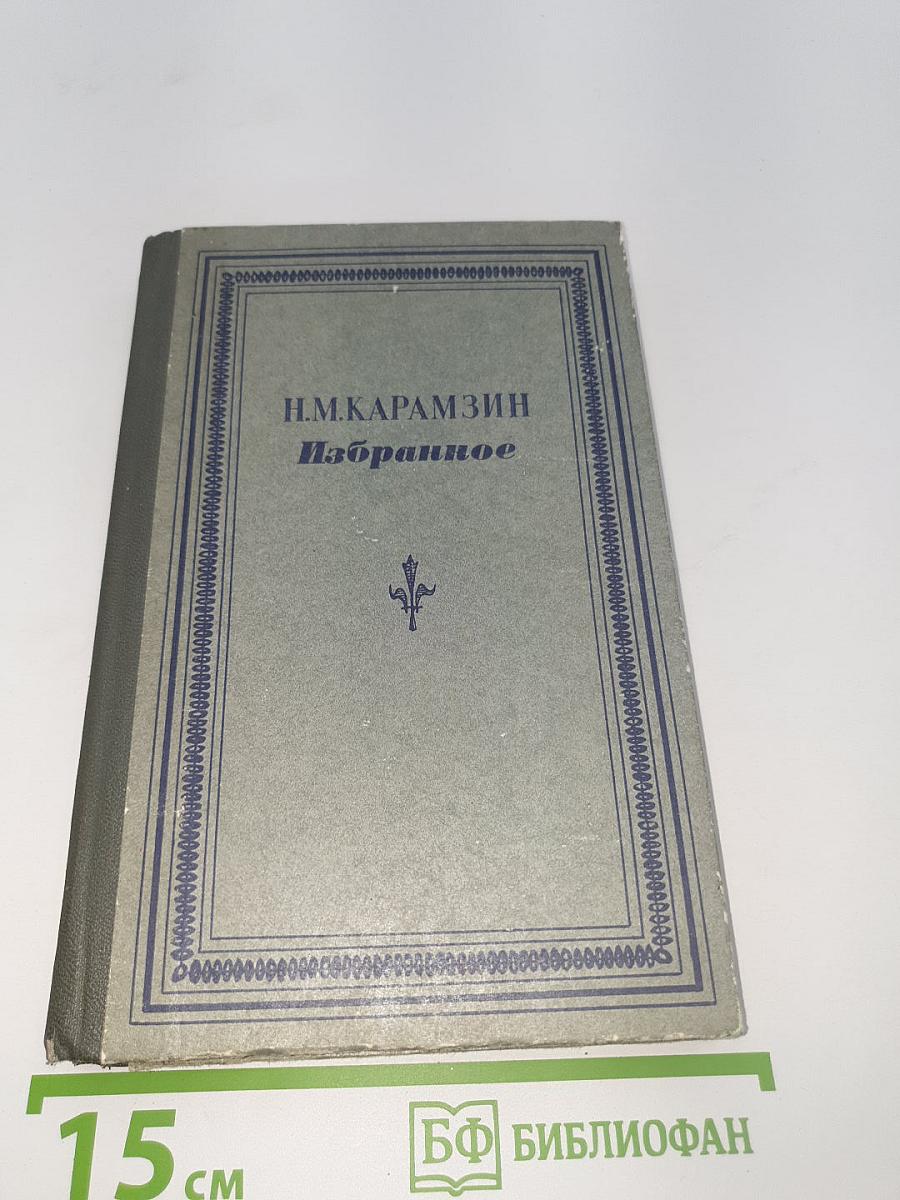 Н.М.КАРАМЗИН
Избранное
15 см
БФ БИБЛИОФАН